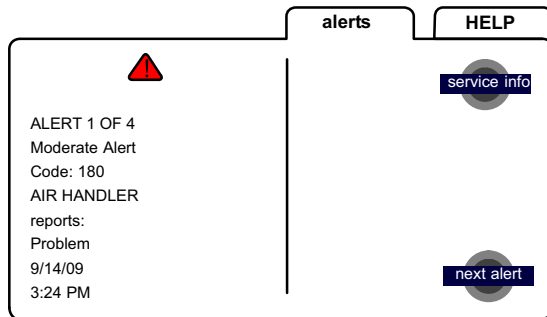 alerts
HELP
service info
ALERT 1 OF 4
Moderate Alert
Code: 180
AIR HANDLER
reports:
Problem
9/14/09
3:24 PM
next alert